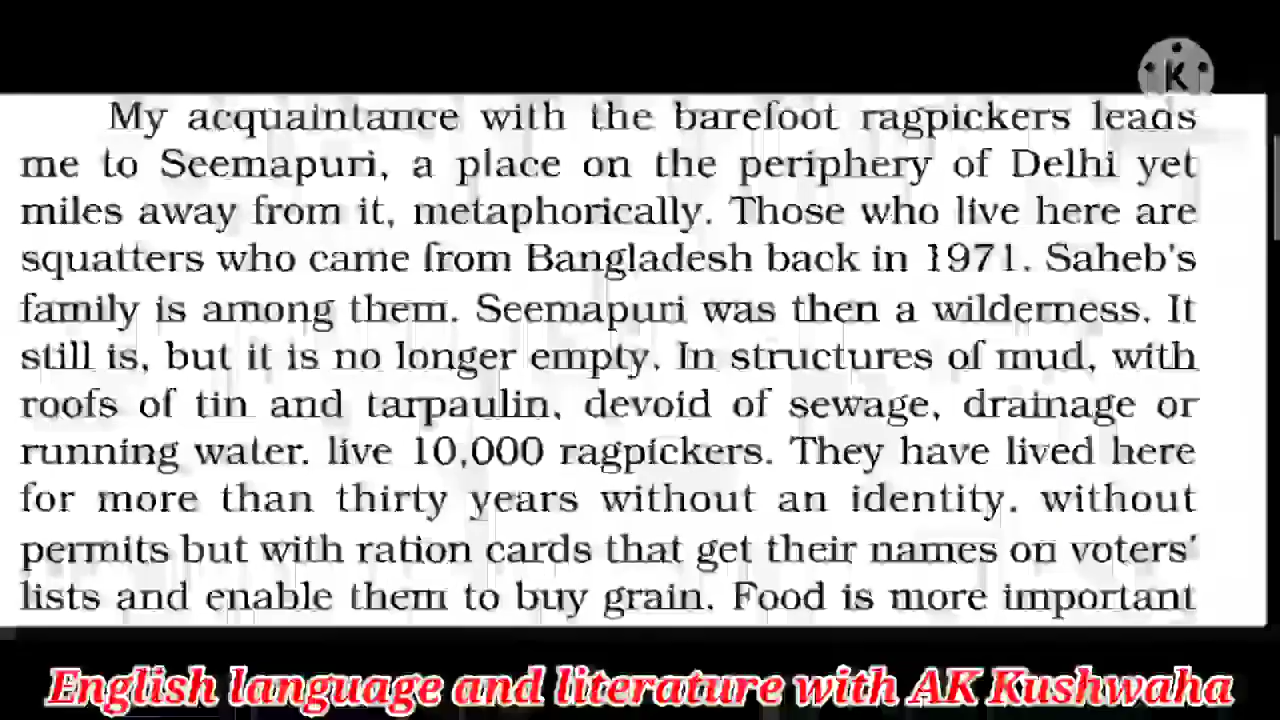 K
My acquaintance with the barefoot ragpickers leads
me to Seemapuri, a place on the periphery of Delhi yet
miles away from it, metaphorically. Those who live here are
squatters who came from Bangladesh back in 1971. Saheb's
family is among them. Seemapuri was then a wilderness. It
still is, but it is no longer empty. In structures of mud, with
roofs of tin and tarpaulin, devoid of sewage, drainage or
running water, live 10,000 ragpickers. They have lived here
for more than thirty years without an identity, without
permits but with ration cards that get their names on voters'
lists and enable them to buy grain. Food is more important
English language and literature with AK Kushwaha